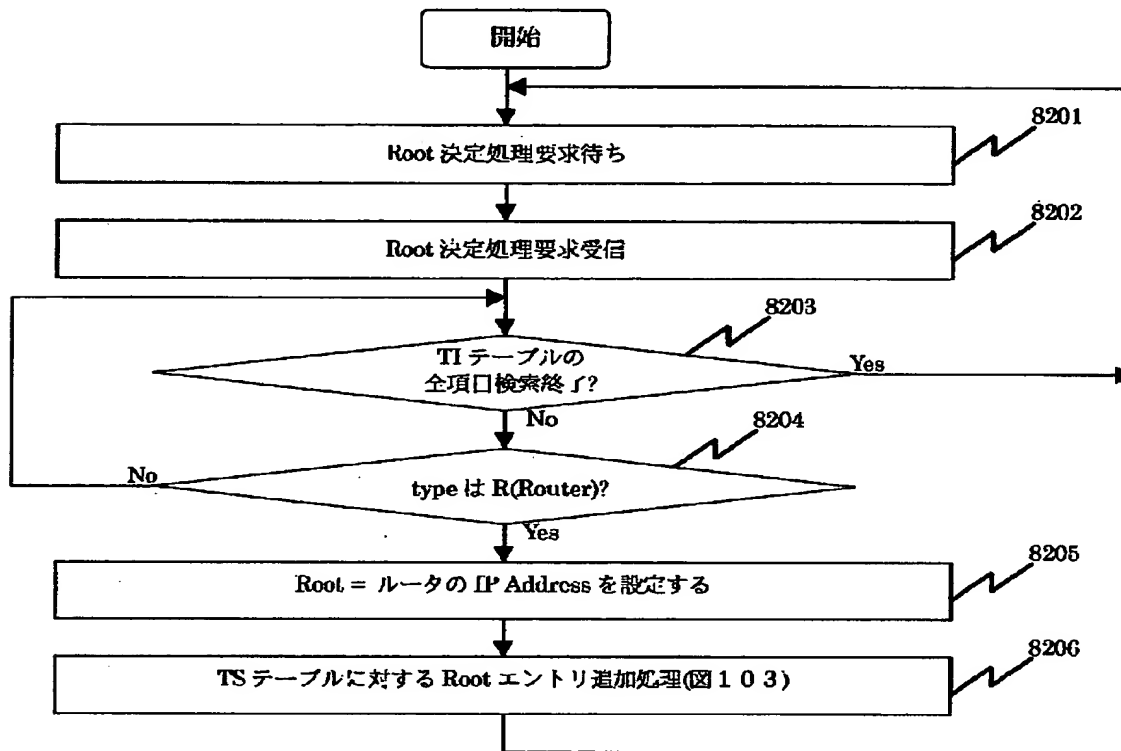 開始
8201
Root 決定処理要求待ち
8202
Root 決定処理要求受信
8203
TI テーブルの
全項目検索終了?
Yes
No
8204
No
type は R(Router)?
Yes
8205
Root = ルータの IP Address を設定する
8206
TS テーブルに対する Root エントリ追加処理(図１０３)